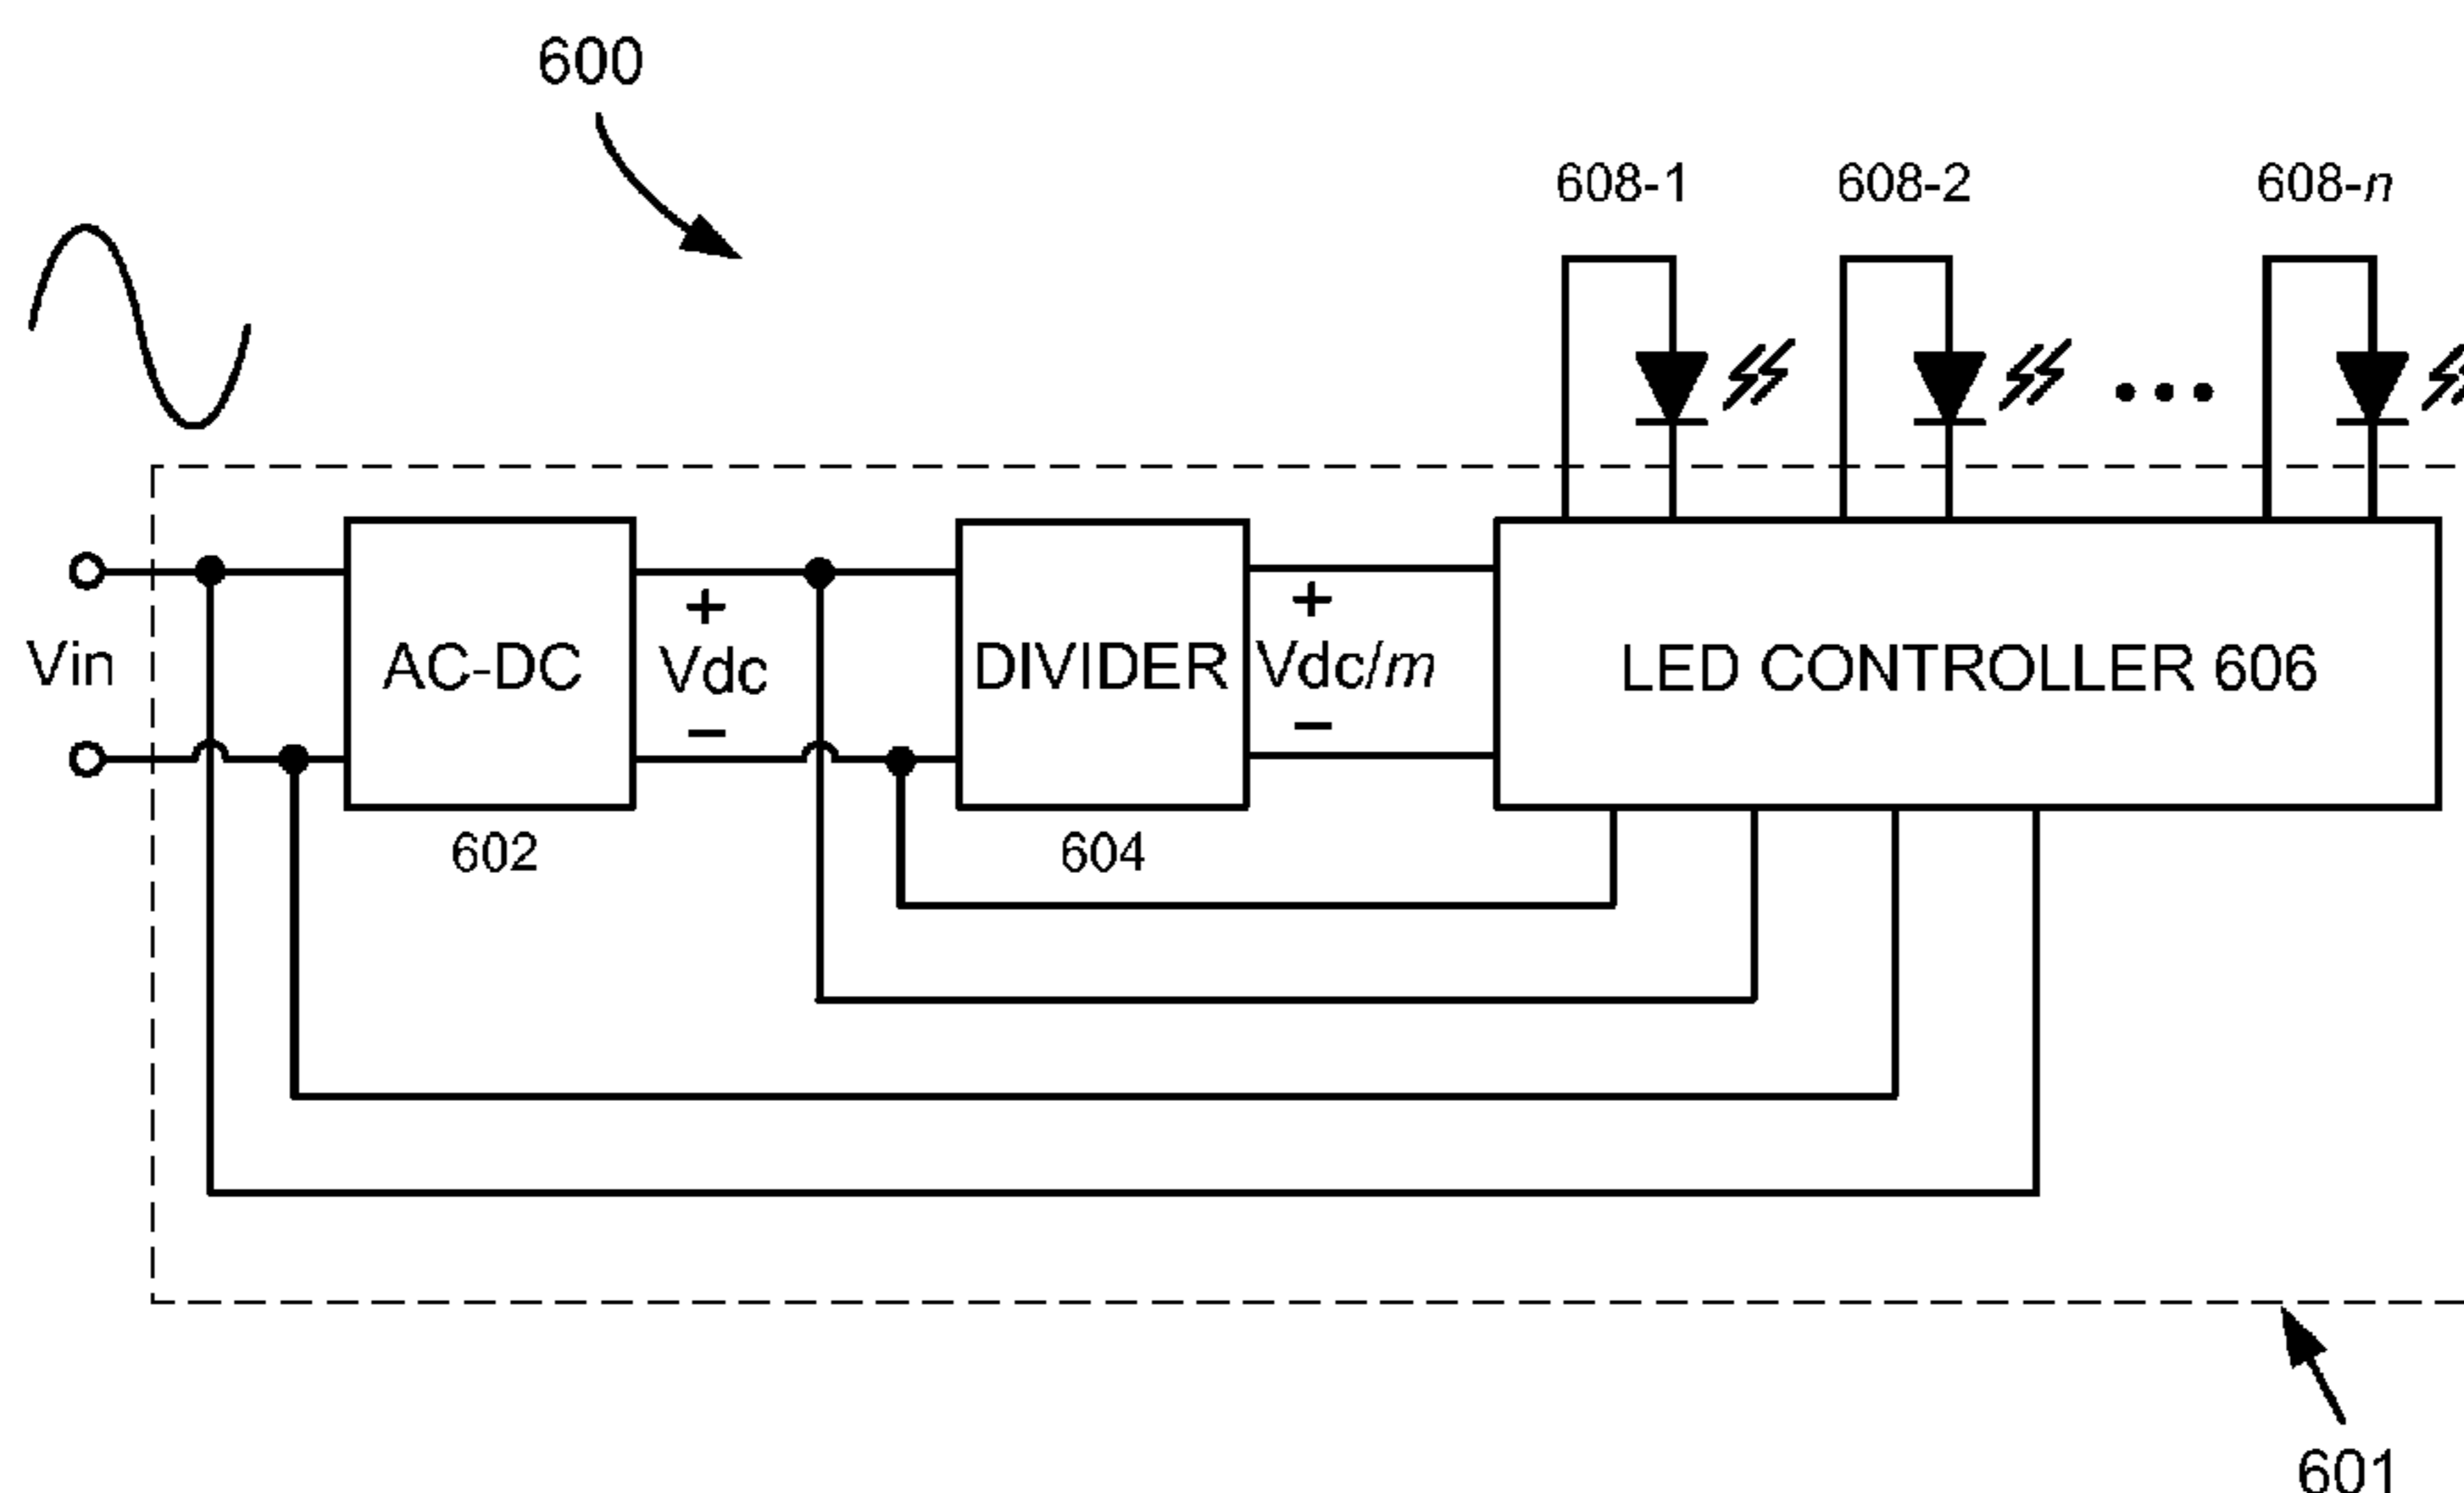 600
608-1
608-2
608-n
Vin
AC-DC
+
Vdc
−
DIVIDER
+
Vdc/m
−
LED CONTROLLER 606
602
604
601